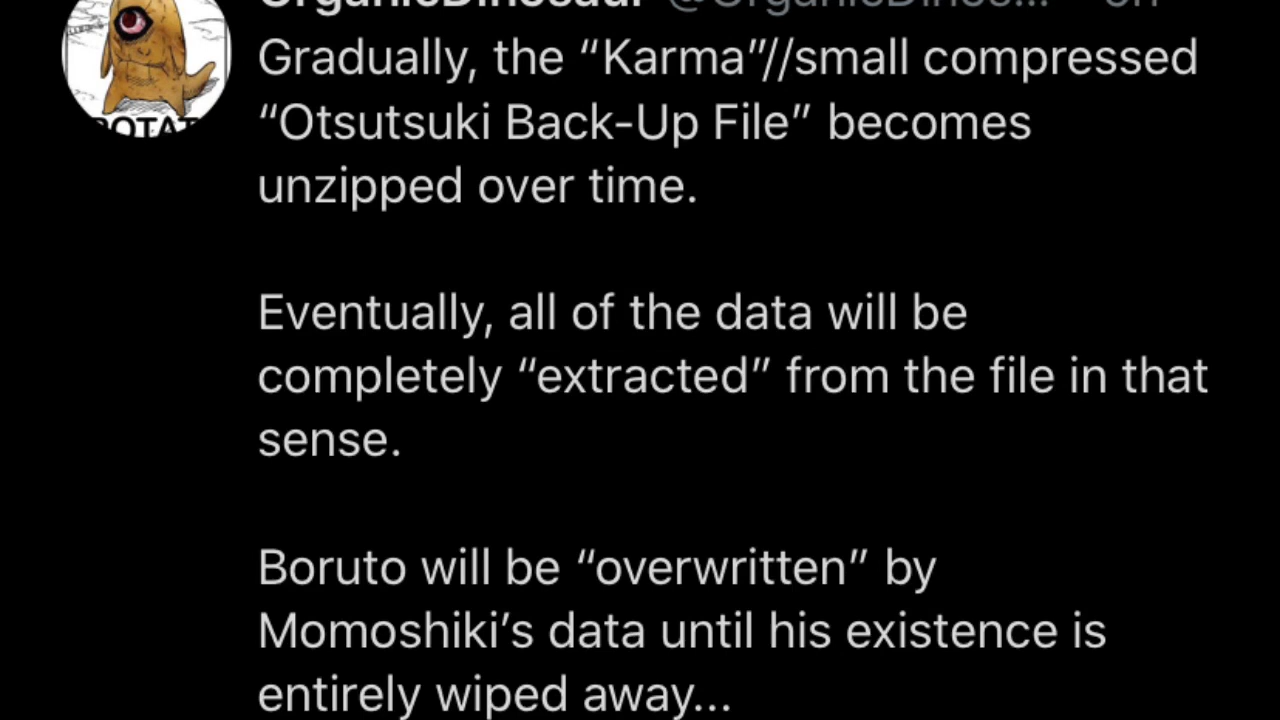 OrganicDinosaur @OrganicDinos... 
Gradually, the “Karma”//small compressed
“Otsutsuki Back-Up File” becomes
unzipped over time.
Eventually, all of the data will be
completely “extracted” from the file in that
sense.
Boruto will be “overwritten” by
Momoshiki’s data until his existence is
entirely wiped away...